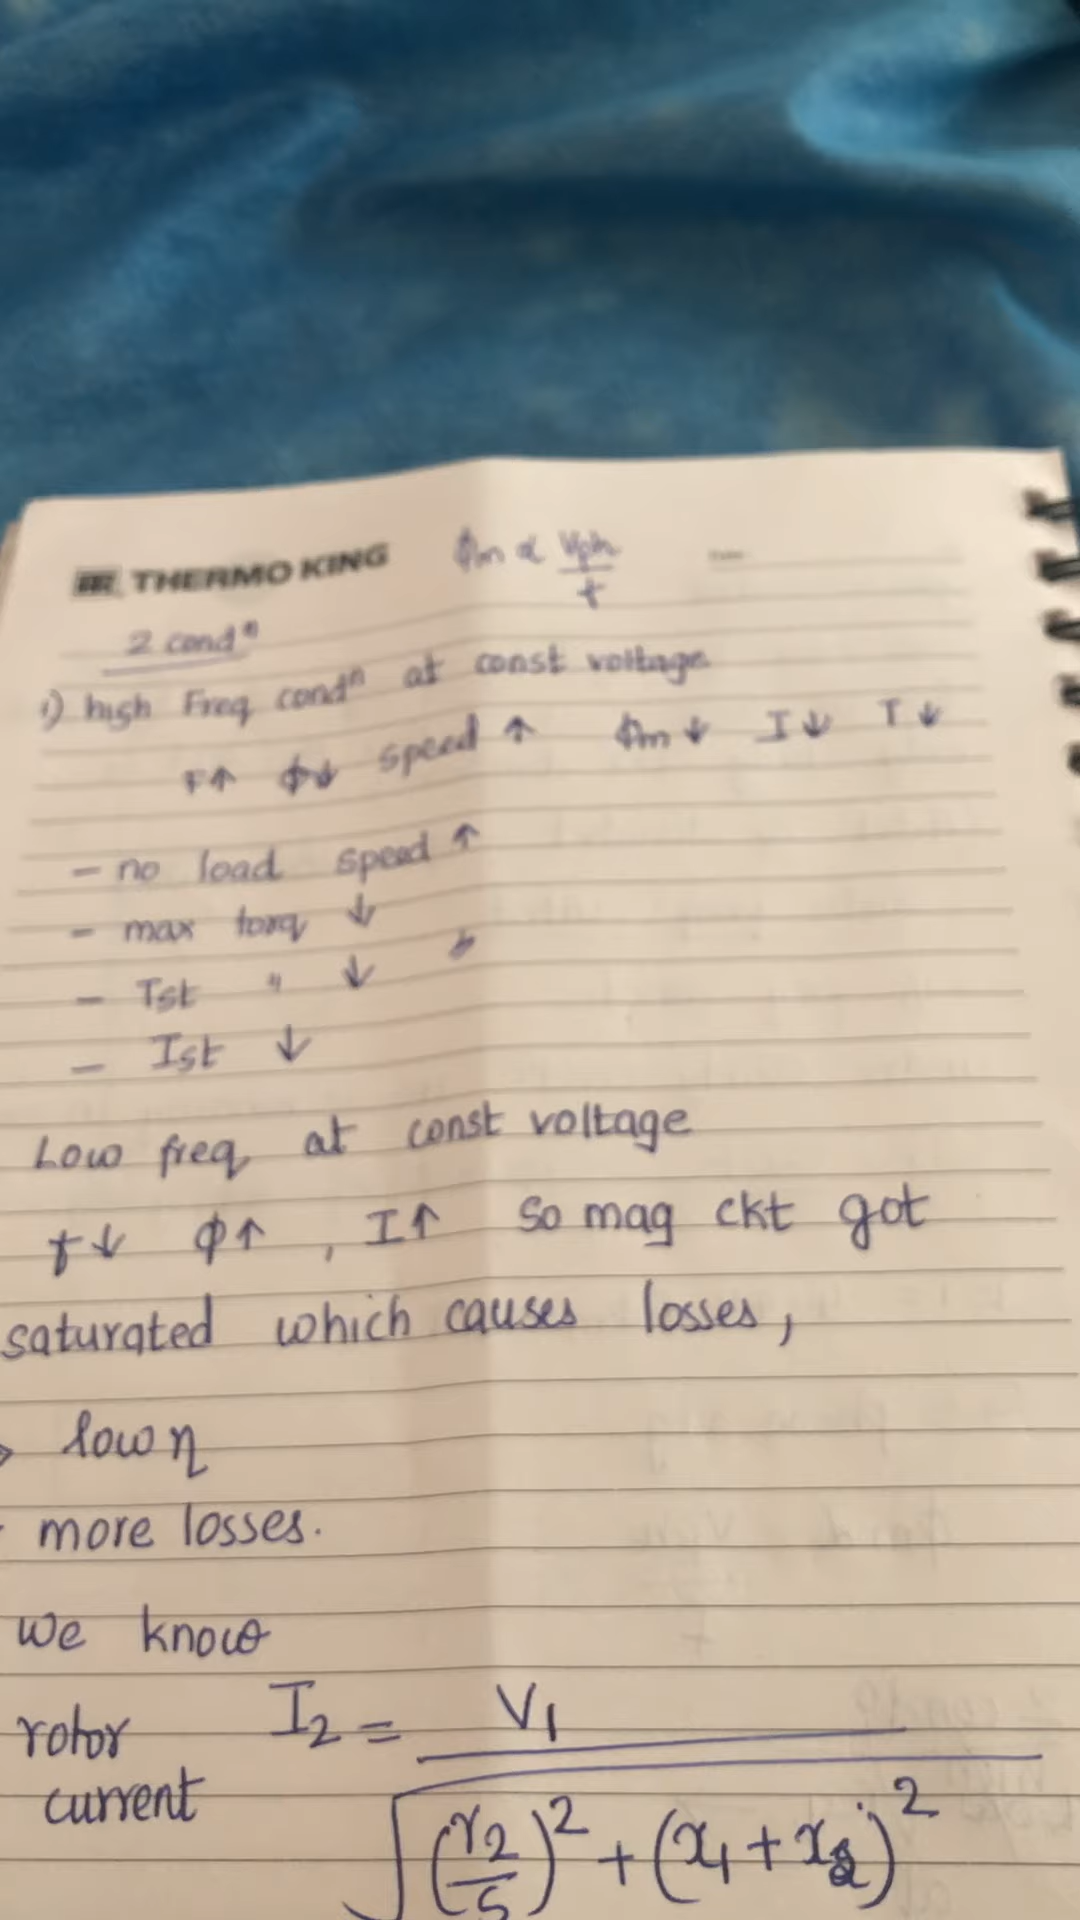 THERMO KING
ϕm ∝ Vph / f
2 condⁿ
1) high Freq condⁿ at const voltage
F↑ ϕ↓ speed ↑ ϕm ↓ I ↓ T ↓
- no load speed ↑
- max torq ↓
- Tst " ↓
- Ist ↓
Low freq at const voltage
f↓ ϕ↑ , I↑ so mag ckt got
saturated which causes losses,
low η
more losses.
we know
rotor current I₂ = V₁ / √((r₂/s)² + (x₁ + x₂)²)